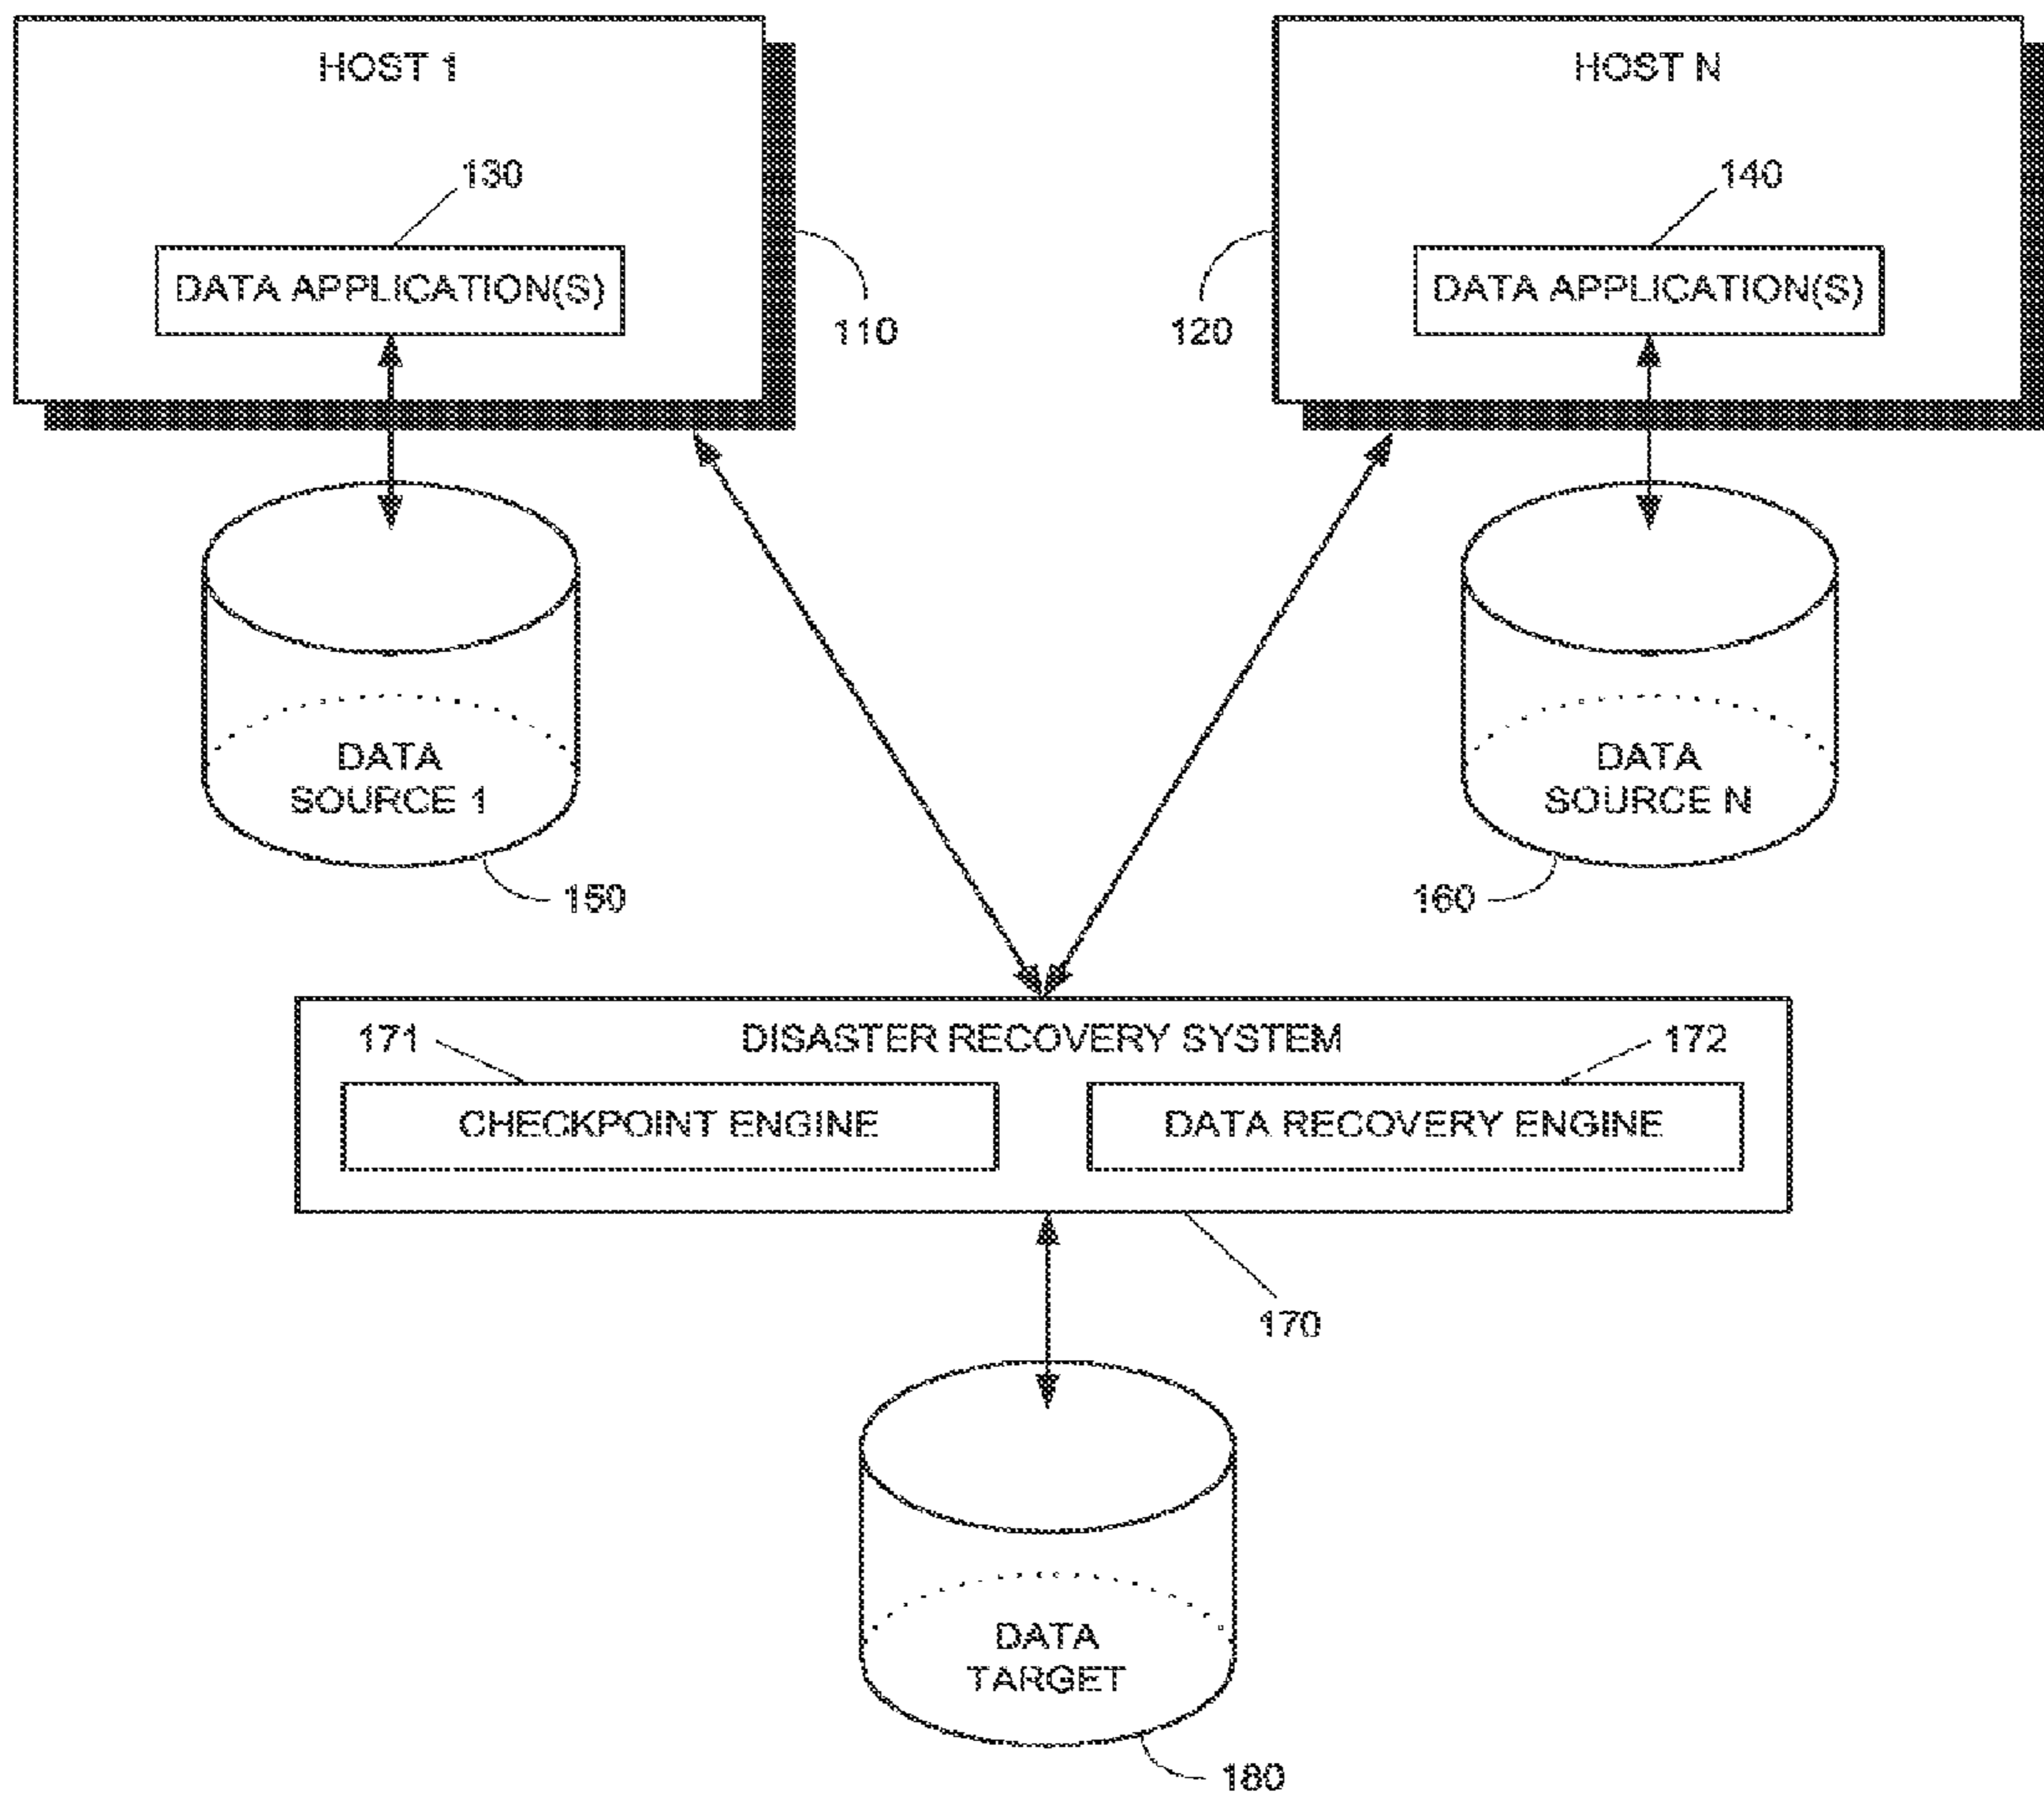 HOST 1
HOST N
130
140
DATA APPLICATION(S)
DATA APPLICATION(S)
110
120
DATA
SOURCE 1
DATA
SOURCE N
150
160
DISASTER RECOVERY SYSTEM
171
172
CHECKPOINT ENGINE
DATA RECOVERY ENGINE
170
DATA
TARGET
180